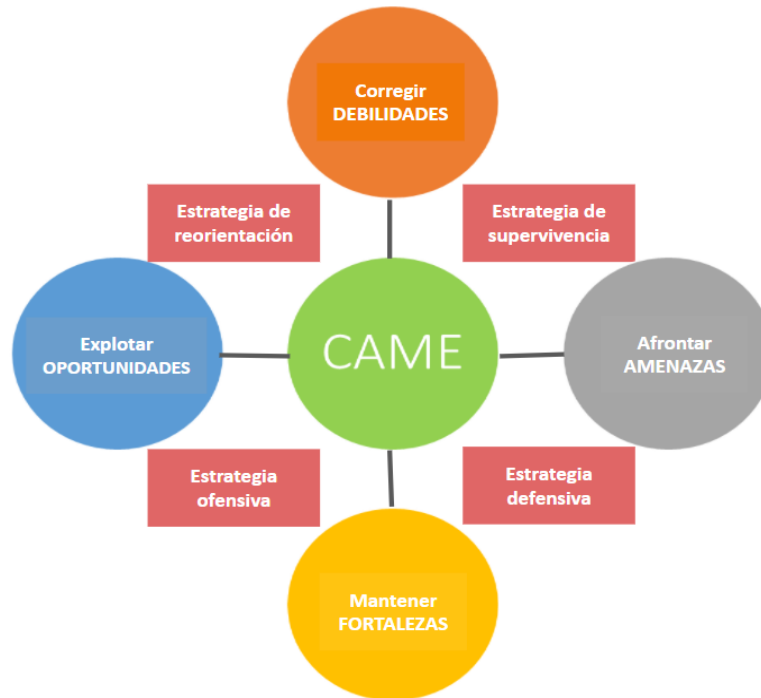 Corregir
DEBILIDADES
Estrategia de
reorientación
Estrategia de
supervivencia
Explotar
OPORTUNIDADES
CAME
Afrontar
AMENAZAS
Estrategia
ofensiva
Estrategia
defensiva
Mantener
FORTALEZAS